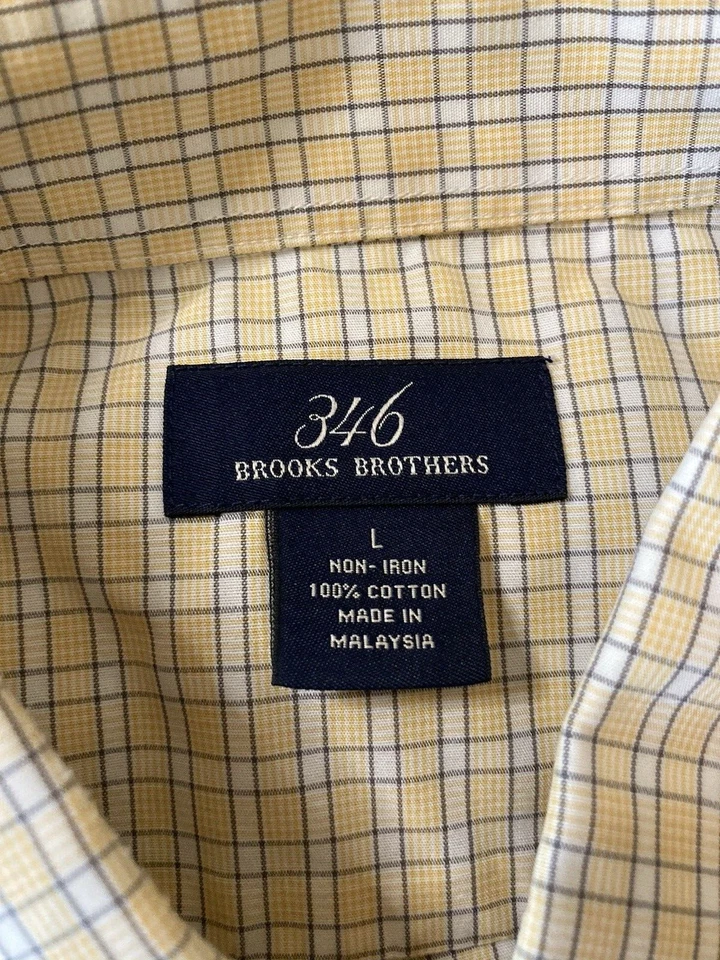 346
BROOKS BROTHERS
L
NON-IRON
100% COTTON
MADE IN
MALAYSIA